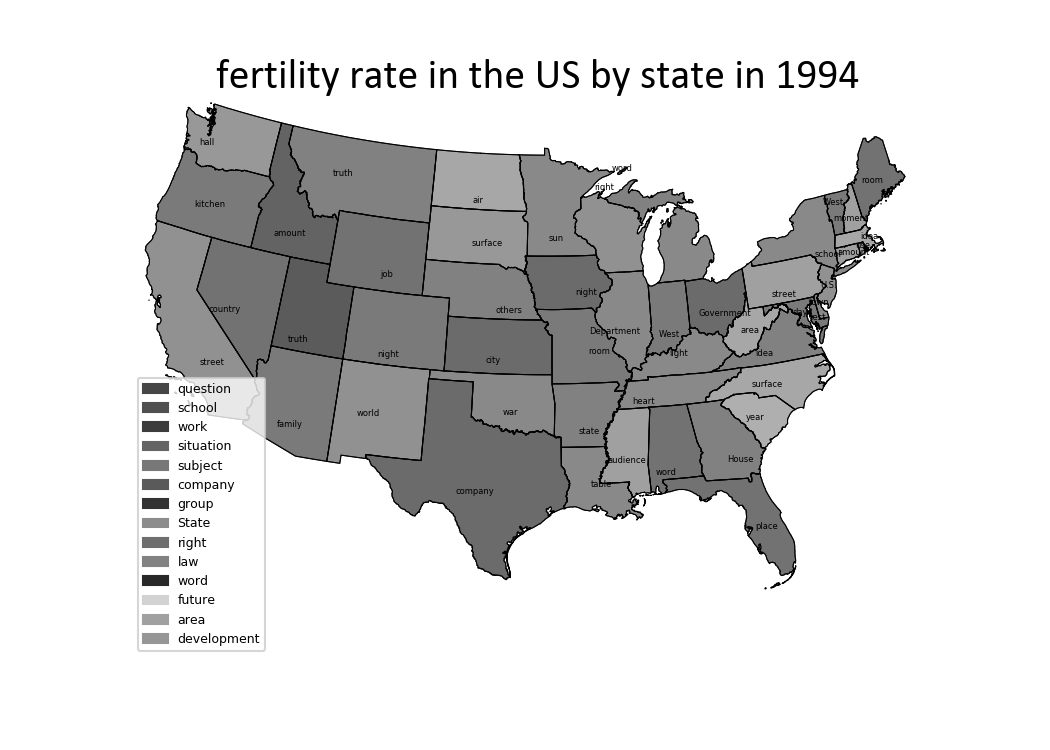 fertility rate in the US by state in 1994
hall
word
truth
right
room
air
kitchen
West
moment
amount
surface
sun
idea
school
amount
job
night
street
U.S.
others
country
Government
Department
West
area
truth
night
room
right
idea
street
city
surface
heart
world
war
year
family
state
House
audience
word
table
company
place
question
school
work
situation
subject
company
group
State
right
law
word
future
area
development